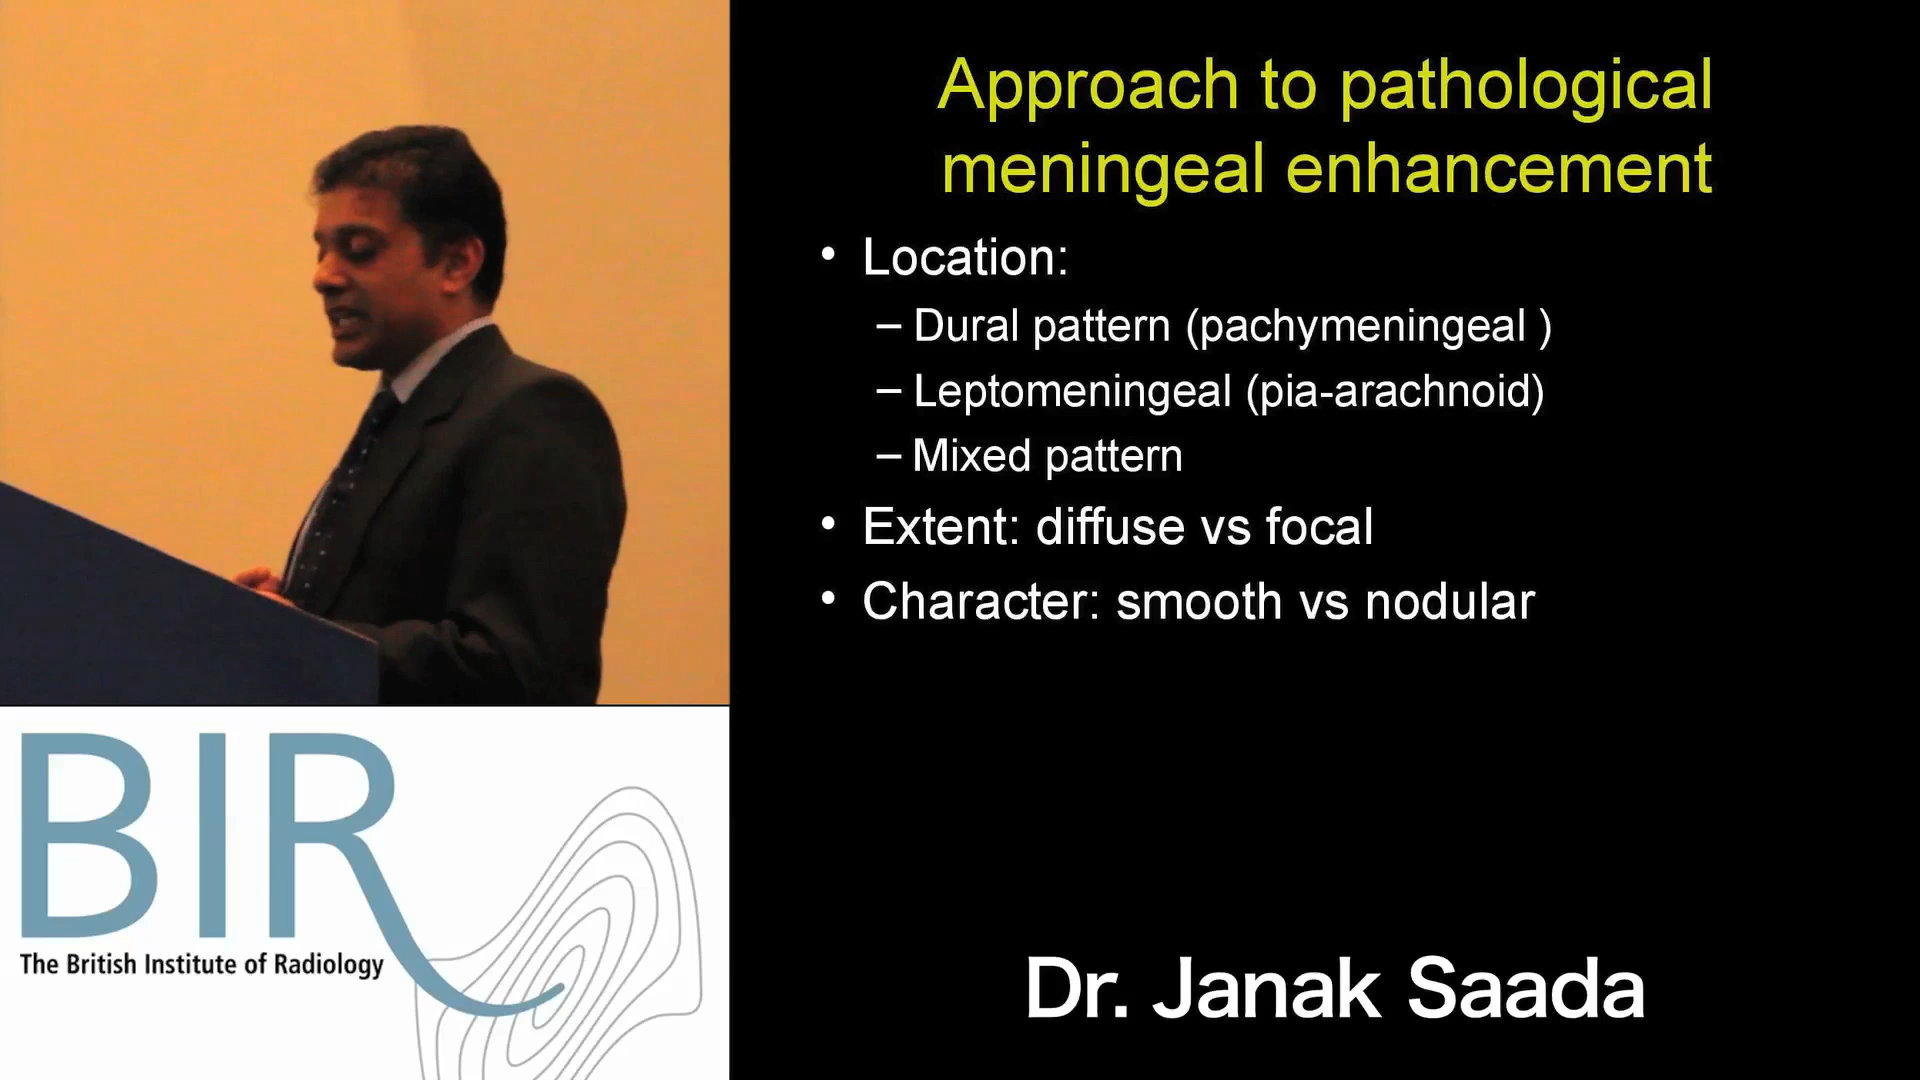 Approach to pathological
meningeal enhancement
• Location:
– Dural pattern (pachymeningeal )
– Leptomeningeal (pia-arachnoid)
– Mixed pattern
• Extent: diffuse vs focal
• Character: smooth vs nodular
Dr. Janak Saada
BIR
The British Institute of Radiology